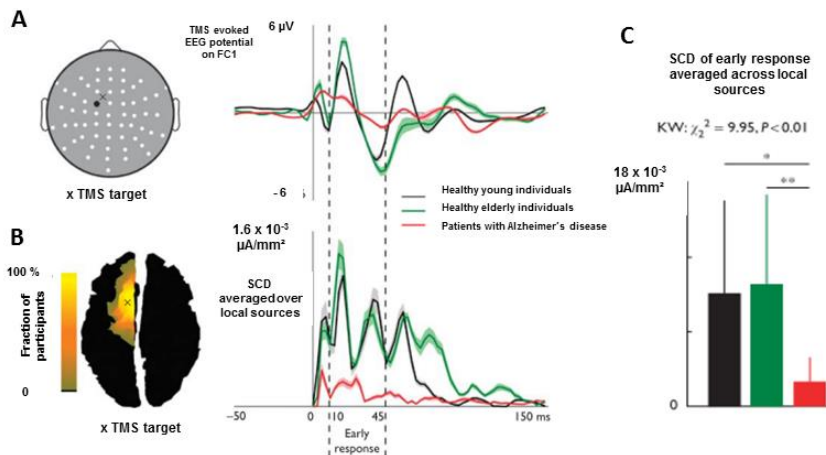 A
TMS evoked
EEG potential
on FC1
6 µV
- 6
x TMS target
Healthy young individuals
Healthy elderly individuals
Patients with Alzheimer's disease
B
100 %
Fraction of
participants
0
x TMS target
1.6 x 10⁻³
µA/mm²
SCD
averaged over
local sources
−50
0
10
45
150 ms
Early
response
C
SCD of early response
averaged across local
sources
KW: χ₂² = 9.95, P < 0.01
*
**
18 x 10⁻³
µA/mm²
0